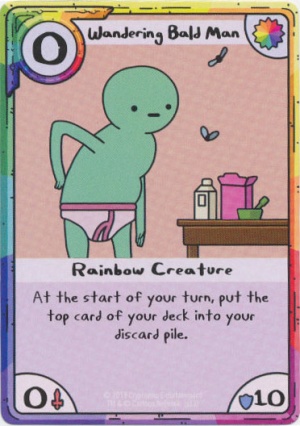 0
Wandering Bald Man
Rainbow Creature
At the start of your turn, put the
top card of your deck into your
discard pile.
0
10